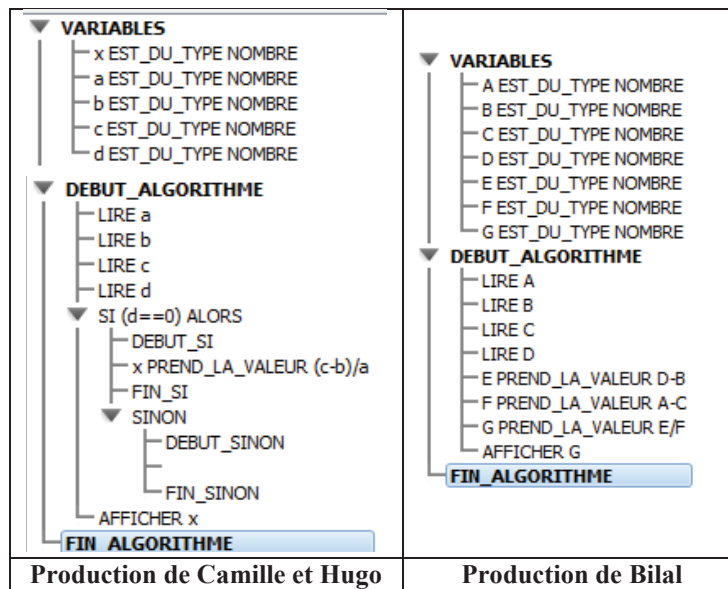 VARIABLES
x EST_DU_TYPE NOMBRE
a EST_DU_TYPE NOMBRE
b EST_DU_TYPE NOMBRE
c EST_DU_TYPE NOMBRE
d EST_DU_TYPE NOMBRE
DEBUT_ALGORITHME
LIRE a
LIRE b
LIRE c
LIRE d
SI (d==0) ALORS
DEBUT_SI
x PREND_LA_VALEUR (c-b)/a
FIN_SI
SINON
DEBUT_SINON
FIN_SINON
AFFICHER x
FIN_ALGORITHME
Production de Camille et Hugo
VARIABLES
A EST_DU_TYPE NOMBRE
B EST_DU_TYPE NOMBRE
C EST_DU_TYPE NOMBRE
D EST_DU_TYPE NOMBRE
E EST_DU_TYPE NOMBRE
F EST_DU_TYPE NOMBRE
G EST_DU_TYPE NOMBRE
DEBUT_ALGORITHME
LIRE A
LIRE B
LIRE C
LIRE D
E PREND_LA_VALEUR D-B
F PREND_LA_VALEUR A-C
G PREND_LA_VALEUR E/F
AFFICHER G
FIN_ALGORITHME
Production de Bilal